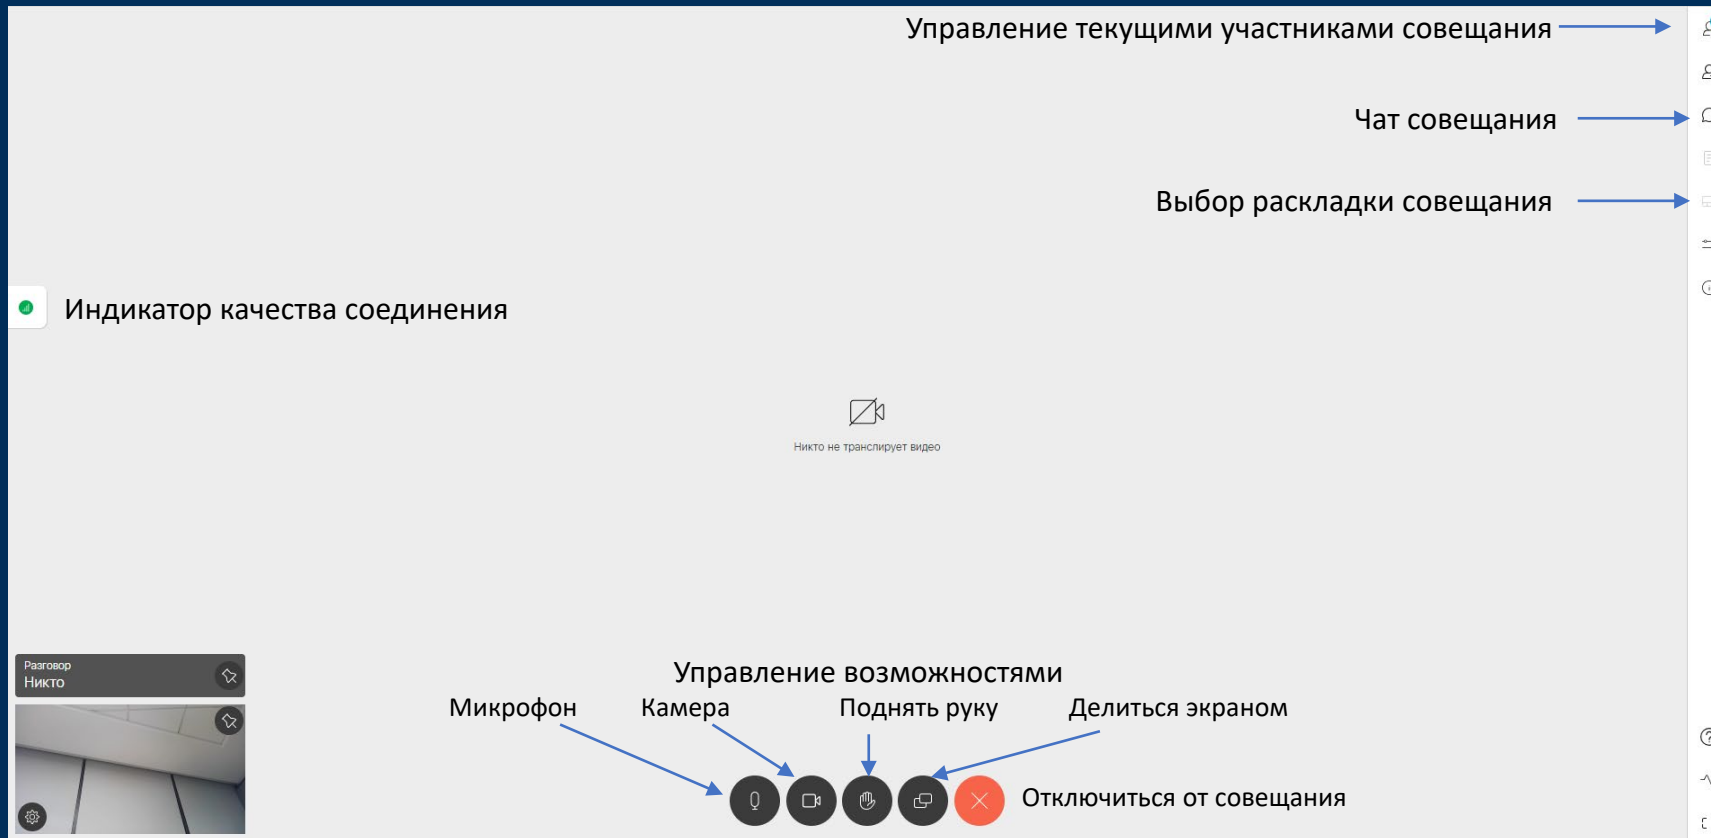 Управление текущими участниками совещания
Чат совещания
Выбор раскладки совещания
Индикатор качества соединения
Никто не транслирует видео
Разговор
Никто
Управление возможностями
Микрофон
Камера
Поднять руку
Делиться экраном
Отключиться от совещания